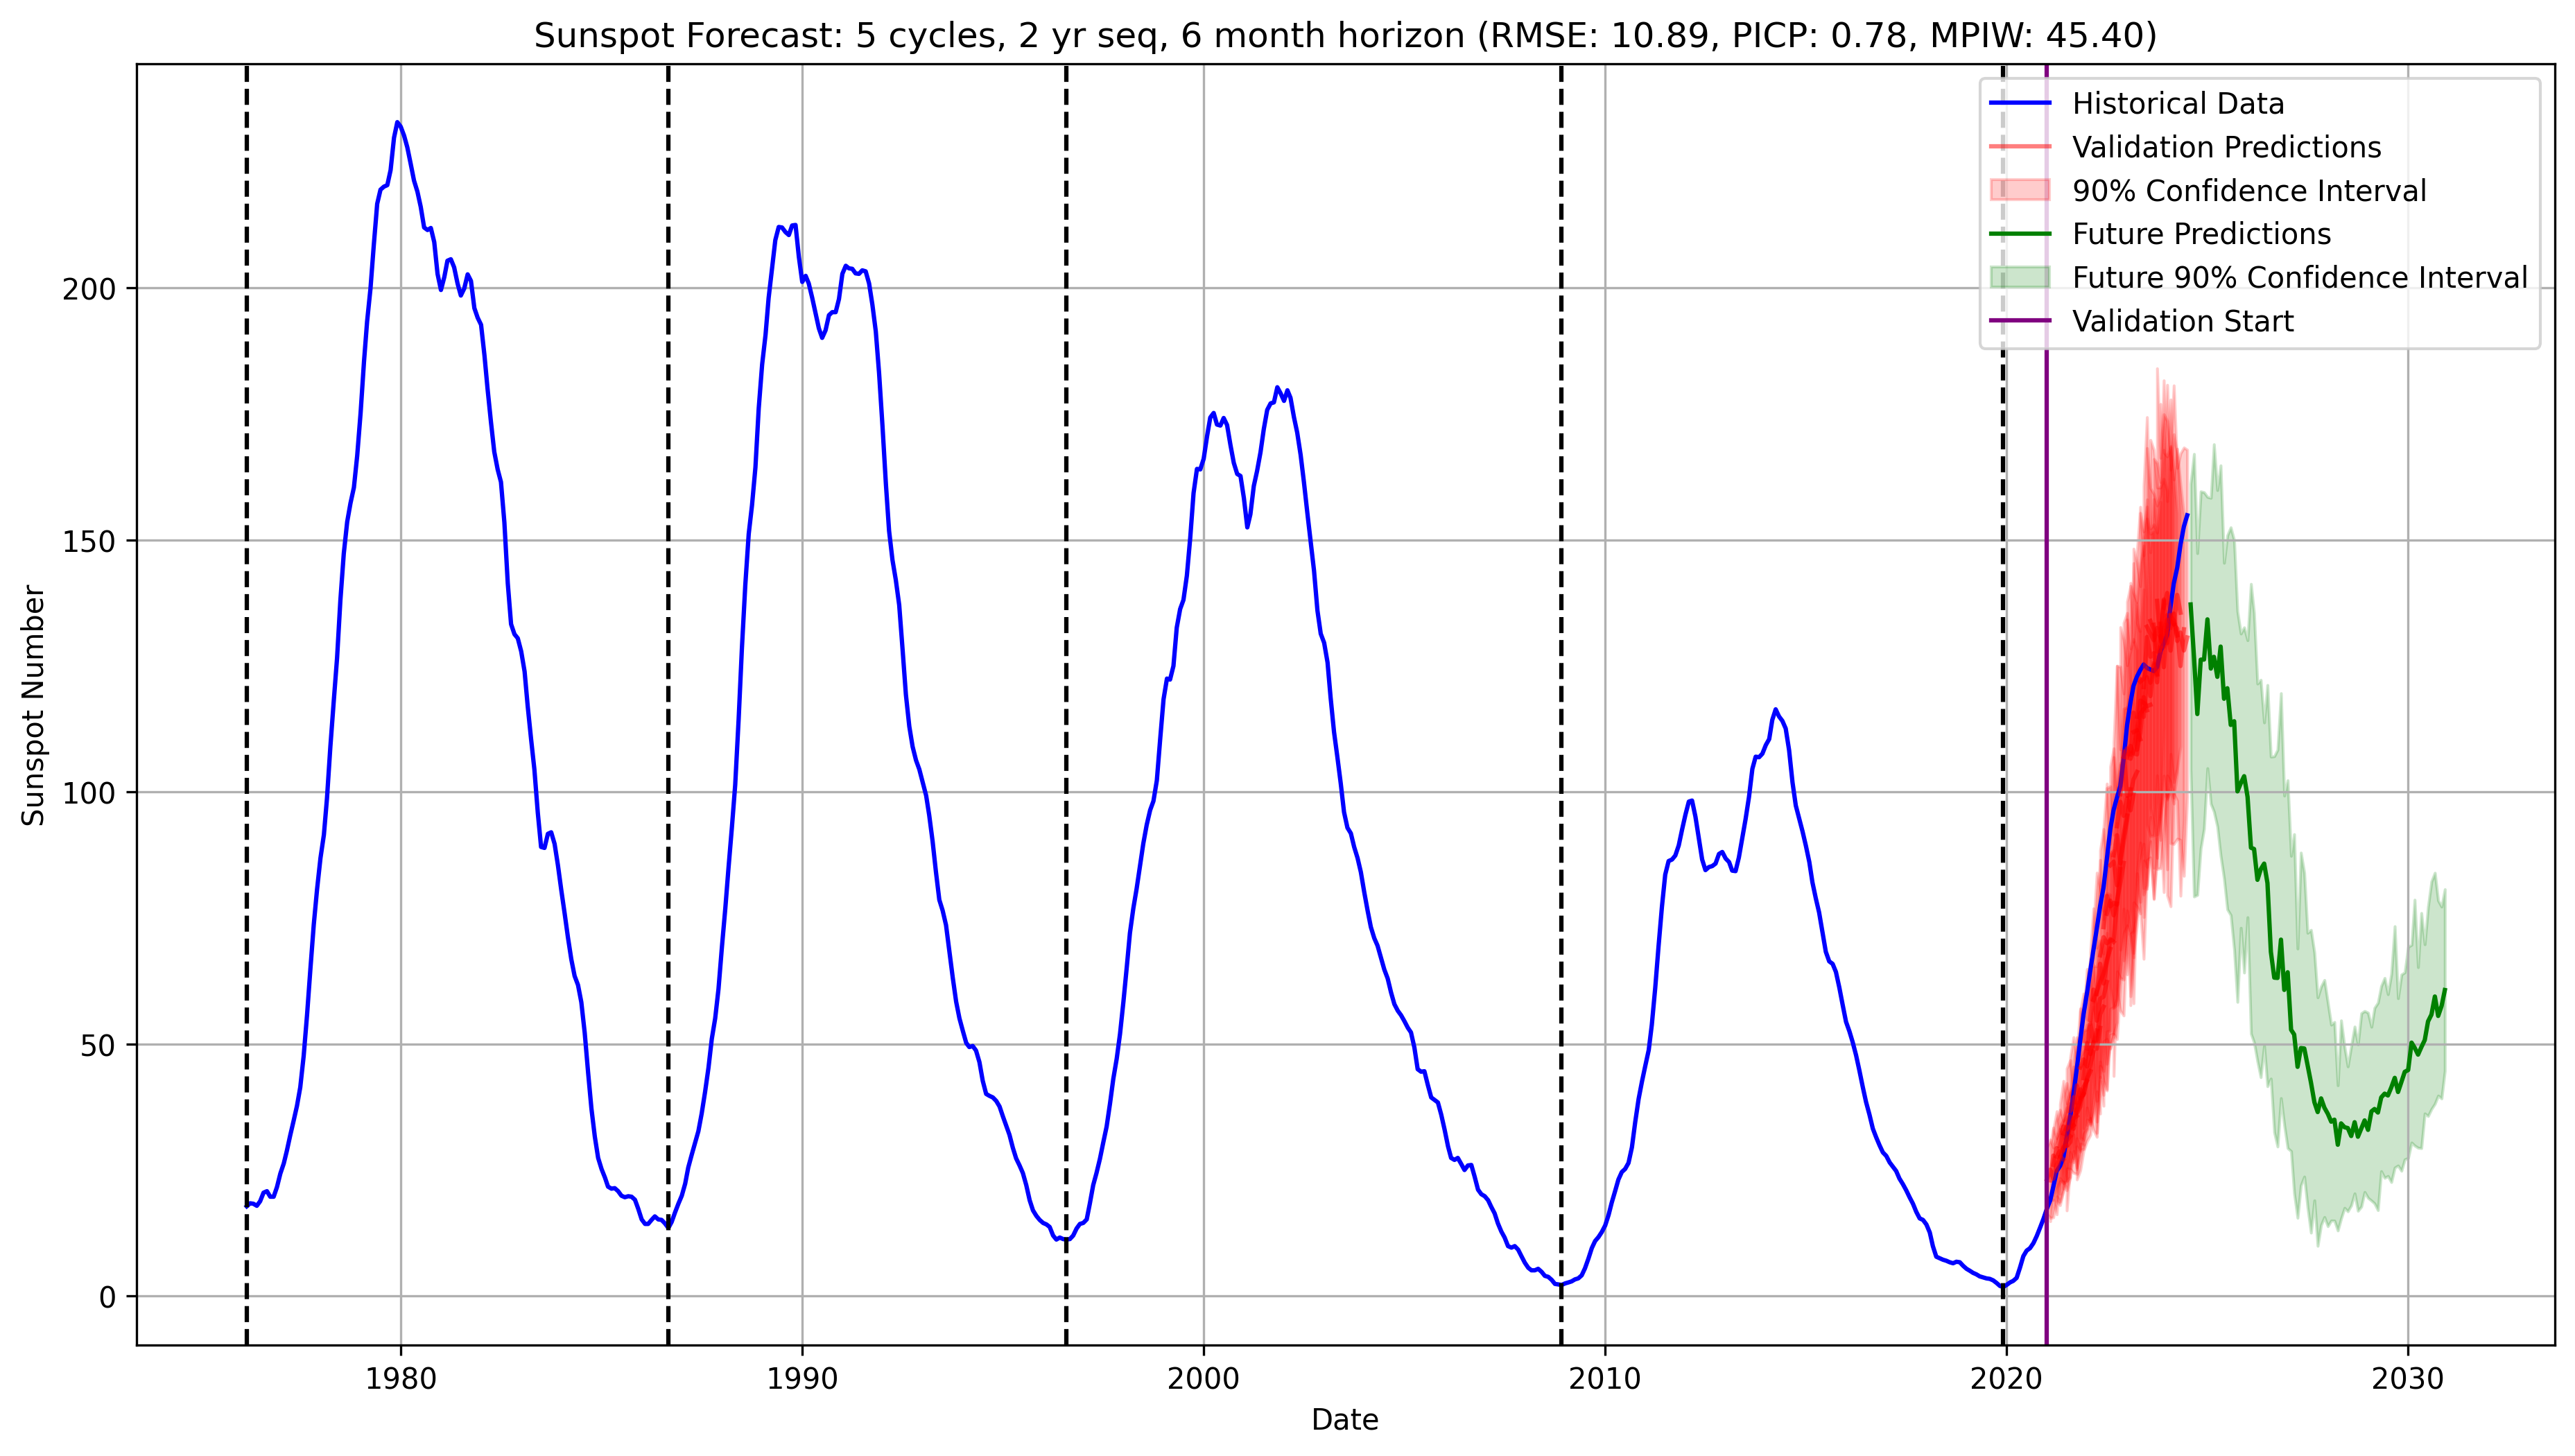 Sunspot Forecast: 5 cycles, 2 yr seq, 6 month horizon (RMSE: 10.89, PICP: 0.78, MPIW: 45.40)
Historical Data
Validation Predictions
90% Confidence Interval
Future Predictions
Future 90% Confidence Interval
Validation Start
Sunspot Number
200
150
100
50
0
1980
1990
2000
2010
2020
2030
Date